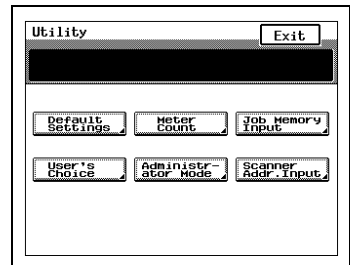 Utility
Exit
Default
Settings
Meter
Count
Job Memory
Input
User's
Choice
Administr-
ator Mode
Scanner
Addr.Input